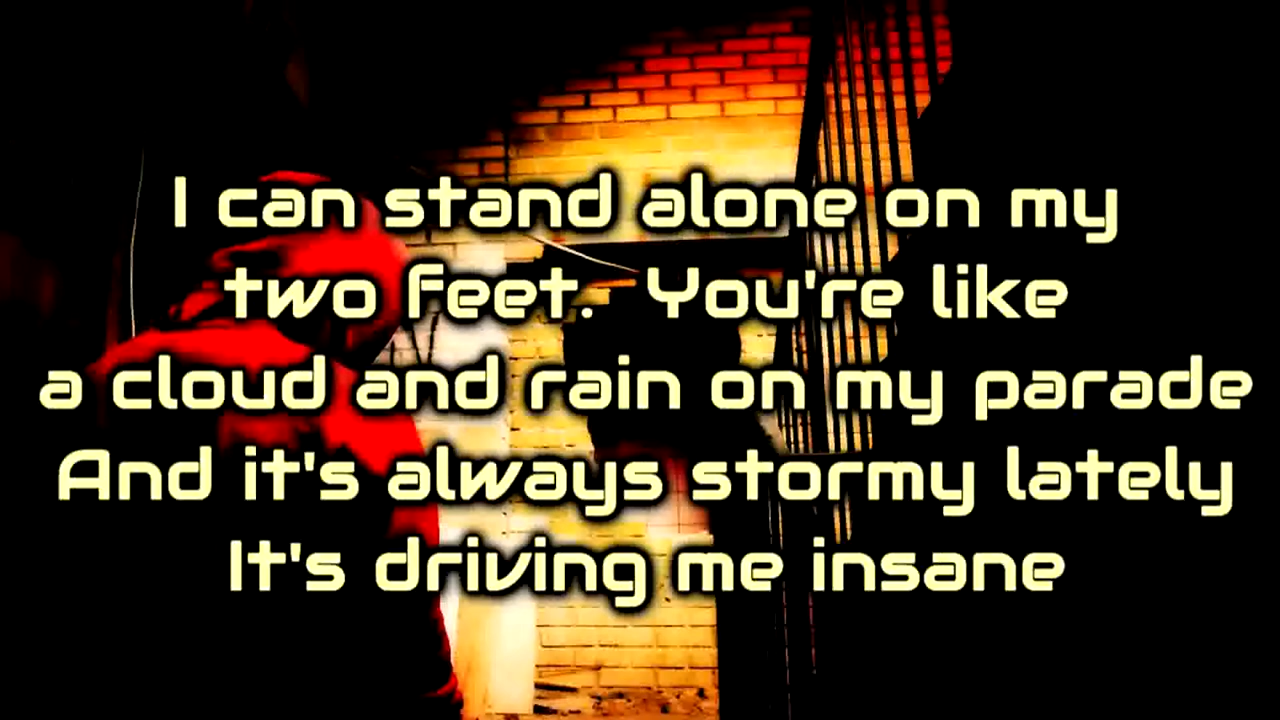 I can stand alone on my
two feet. You're like
a cloud and rain on my parade
And it's always stormy lately
It's driving me insane